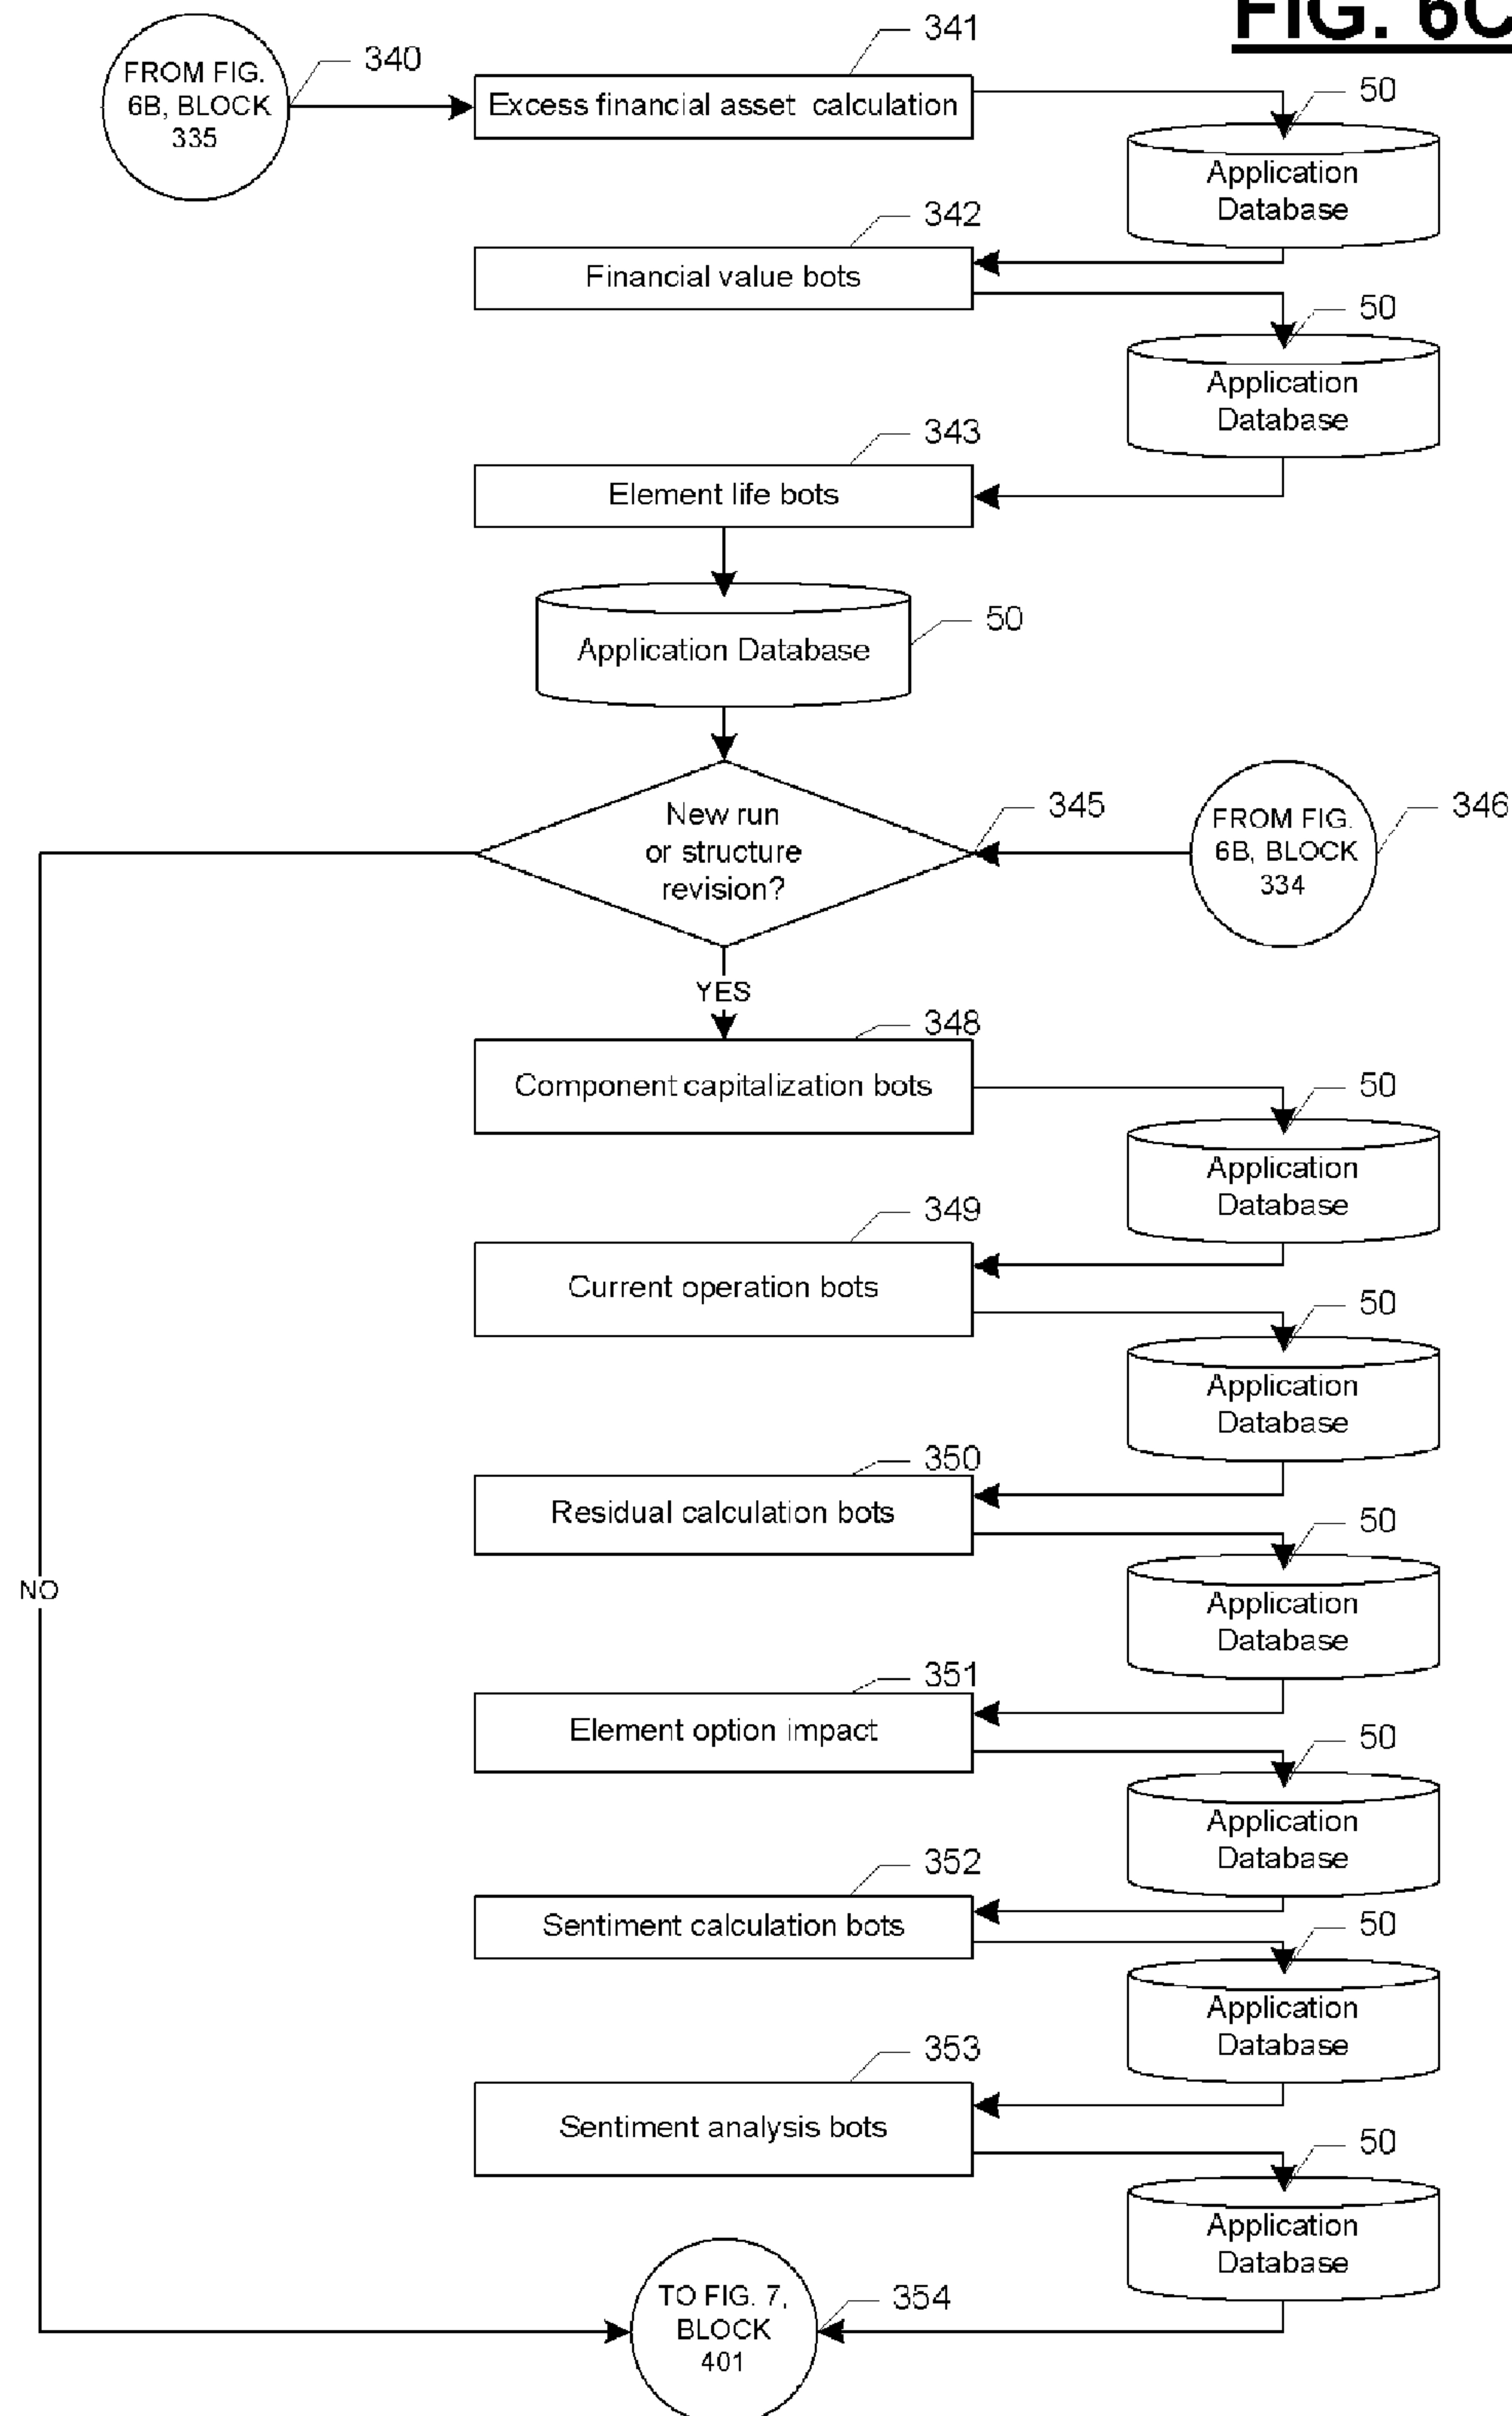 FIG. 6C
341
340
FROM FIG.
6B, BLOCK
335
Excess financial asset calculation
50
Application
Database
342
Financial value bots
50
Application
Database
343
Element life bots
50
Application Database
New run
or structure
revision?
345
FROM FIG.
6B, BLOCK
334
346
YES
348
Component capitalization bots
50
Application
Database
349
Current operation bots
50
Application
Database
350
Residual calculation bots
50
Application
Database
NO
351
Element option impact
50
Application
Database
352
Sentiment calculation bots
50
Application
Database
353
Sentiment analysis bots
50
Application
Database
TO FIG. 7,
BLOCK
401
354